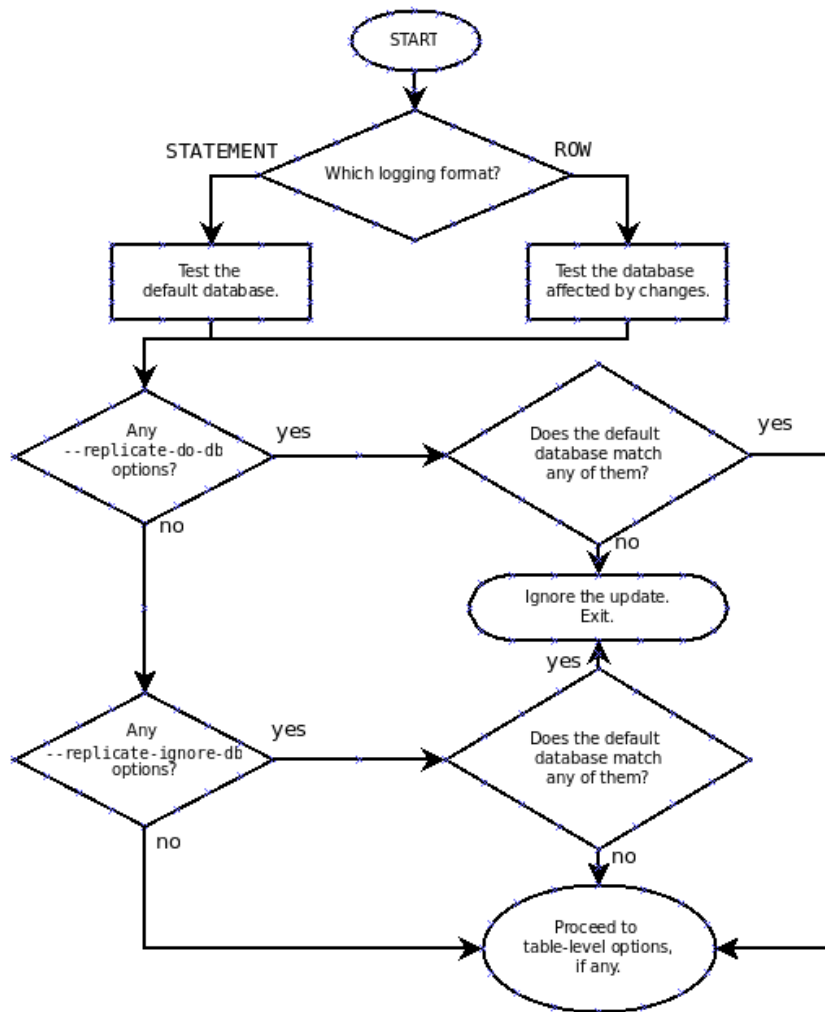 START
Which logging format?
STATEMENT
ROW
Test the
default database.
Test the database
affected by changes.
Any
--replicate-do-db
options?
yes
Does the default
database match
any of them?
yes
no
no
Ignore the update.
Exit.
yes
Any
--replicate-ignore-db
options?
yes
Does the default
database match
any of them?
no
no
Proceed to
table-level options,
if any.